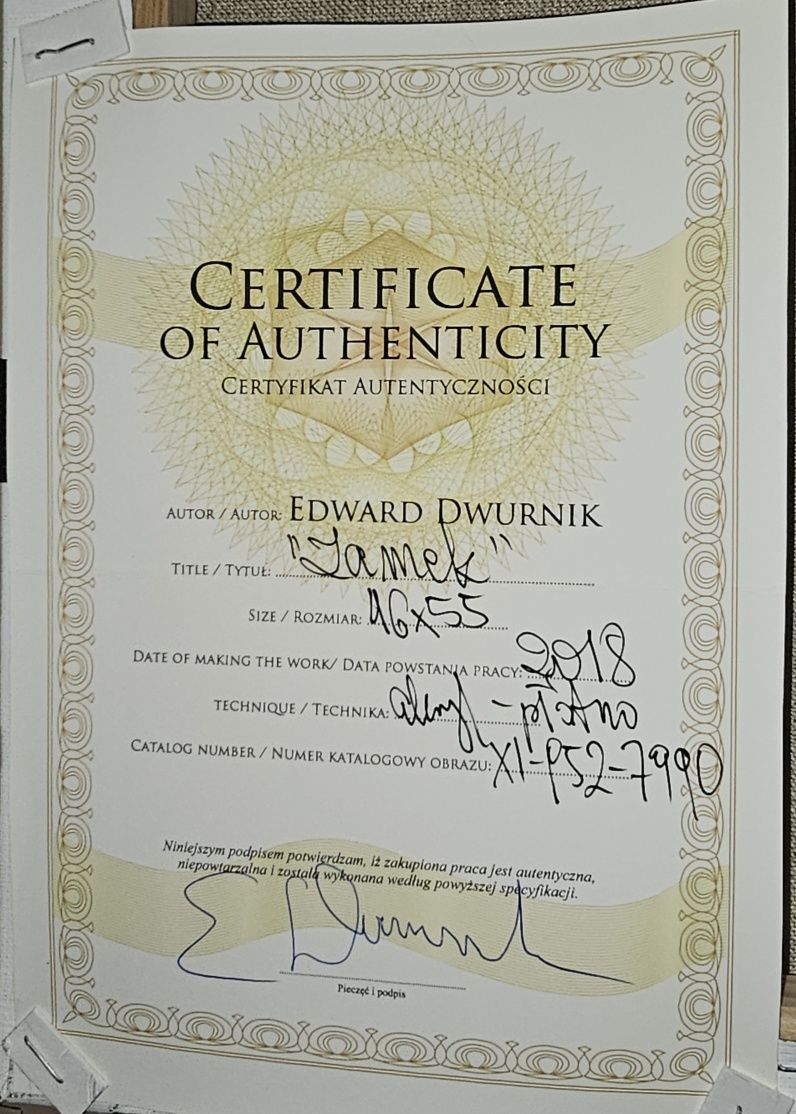 CERTIFICATE
OF AUTHENTICITY
CERTYFIKAT AUTENTYCZNOŚCI
AUTOR / AUTOR: EDWARD DWURNIK
TITLE / TYTUŁ: "Zamek"
SIZE / ROZMIAR: 46x55
DATE OF MAKING THE WORK/ DATA POWSTANIA PRACY: 2018
TECHNIQUE / TECHNIKA: akryl - płótno
CATALOG NUMBER / NUMER KATALOGOWY OBRAZU: XI-P52-7990
Niniejszym podpisem potwierdzam, iż zakupiona praca jest autentyczna,
niepowtarzalna i została wykonana według powyższej specyfikacji.
E Dwurnik
Pieczęć i podpis